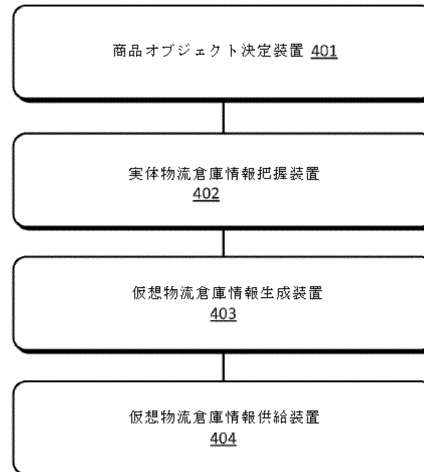 商品オブジェクト決定装置 401
実体物流倉庫情報把握装置
402
仮想物流倉庫情報生成装置
403
仮想物流倉庫情報供給装置
404